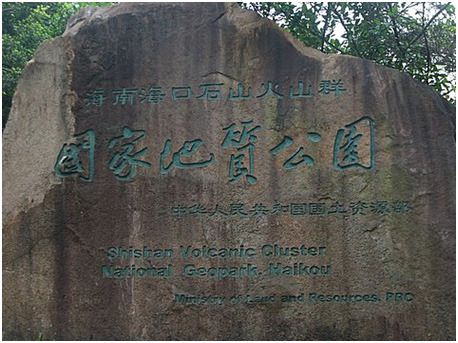 海南海口石山火山群
國家地質公園
中华人民共和国国土资源部
Shishan Volcanic Cluster
National Geopark, Haikou
Ministry of Land and Resources, PRC